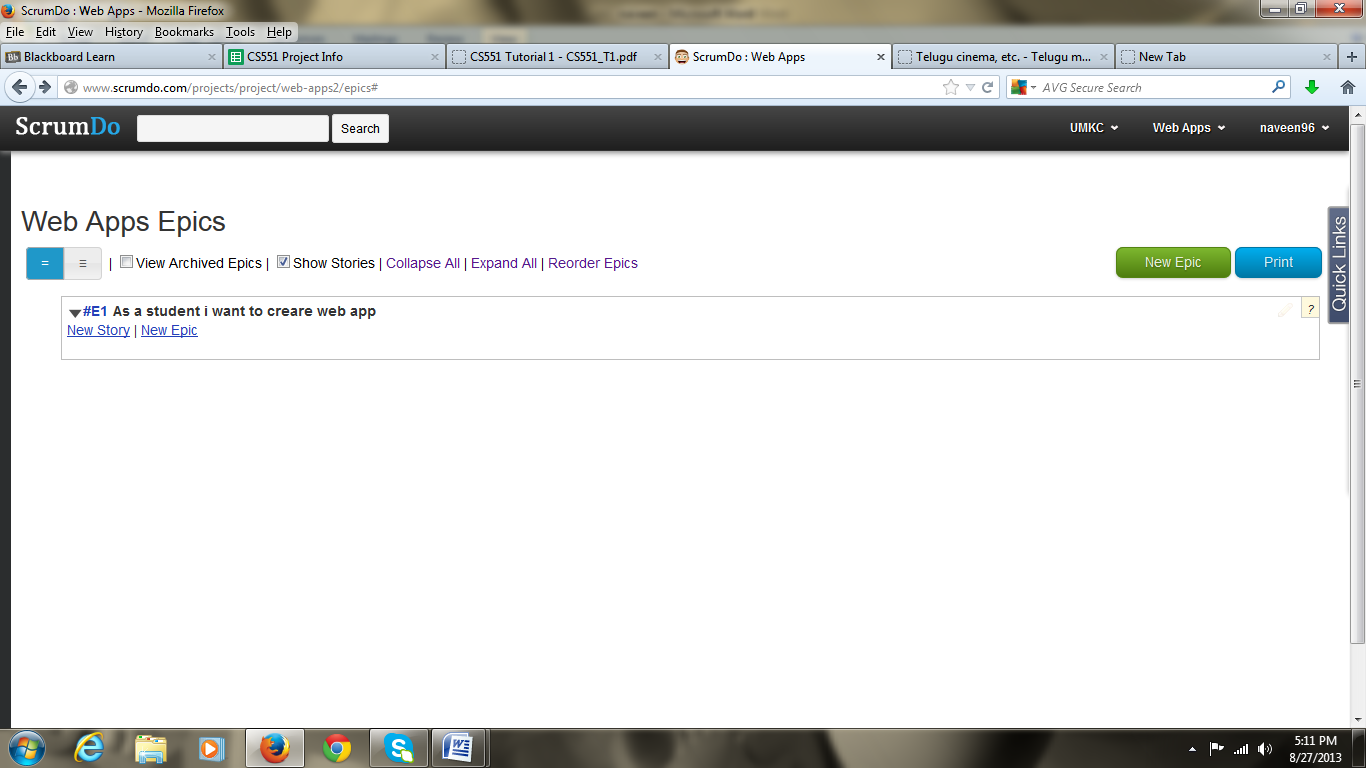 ScrumDo : Web Apps - Mozilla Firefox
File Edit View History Bookmarks Tools Help
Blackboard Learn × CS551 Project Info × CS551 Tutorial 1 - CS551_T1.pdf × ScrumDo : Web Apps × Telugu cinema, etc. - Telugu m... × New Tab × +
www.scrumdo.com/projects/project/web-apps2/epics# AVG Secure Search
ScrumDo Search UMKC Web Apps naveen96
Web Apps Epics
| View Archived Epics | Show Stories | Collapse All | Expand All | Reorder Epics New Epic Print
Quick Links
#E1 As a student i want to creare web app ?
New Story | New Epic
5:11 PM
8/27/2013